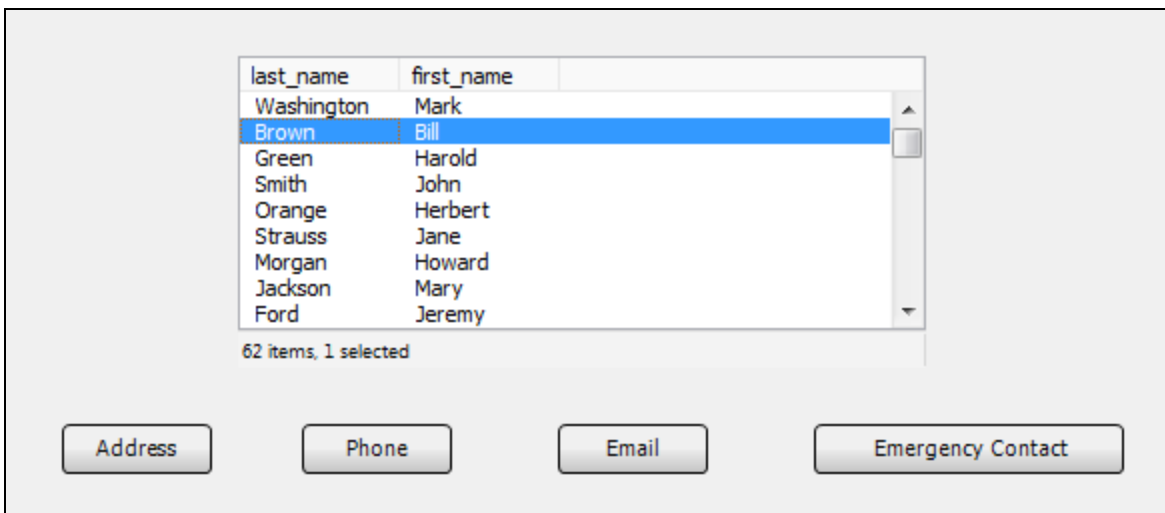 last_name first_name
Washington Mark
Brown Bill
Green Harold
Smith John
Orange Herbert
Strauss Jane
Morgan Howard
Jackson Mary
Ford Jeremy
62 items, 1 selected
Address Phone Email Emergency Contact